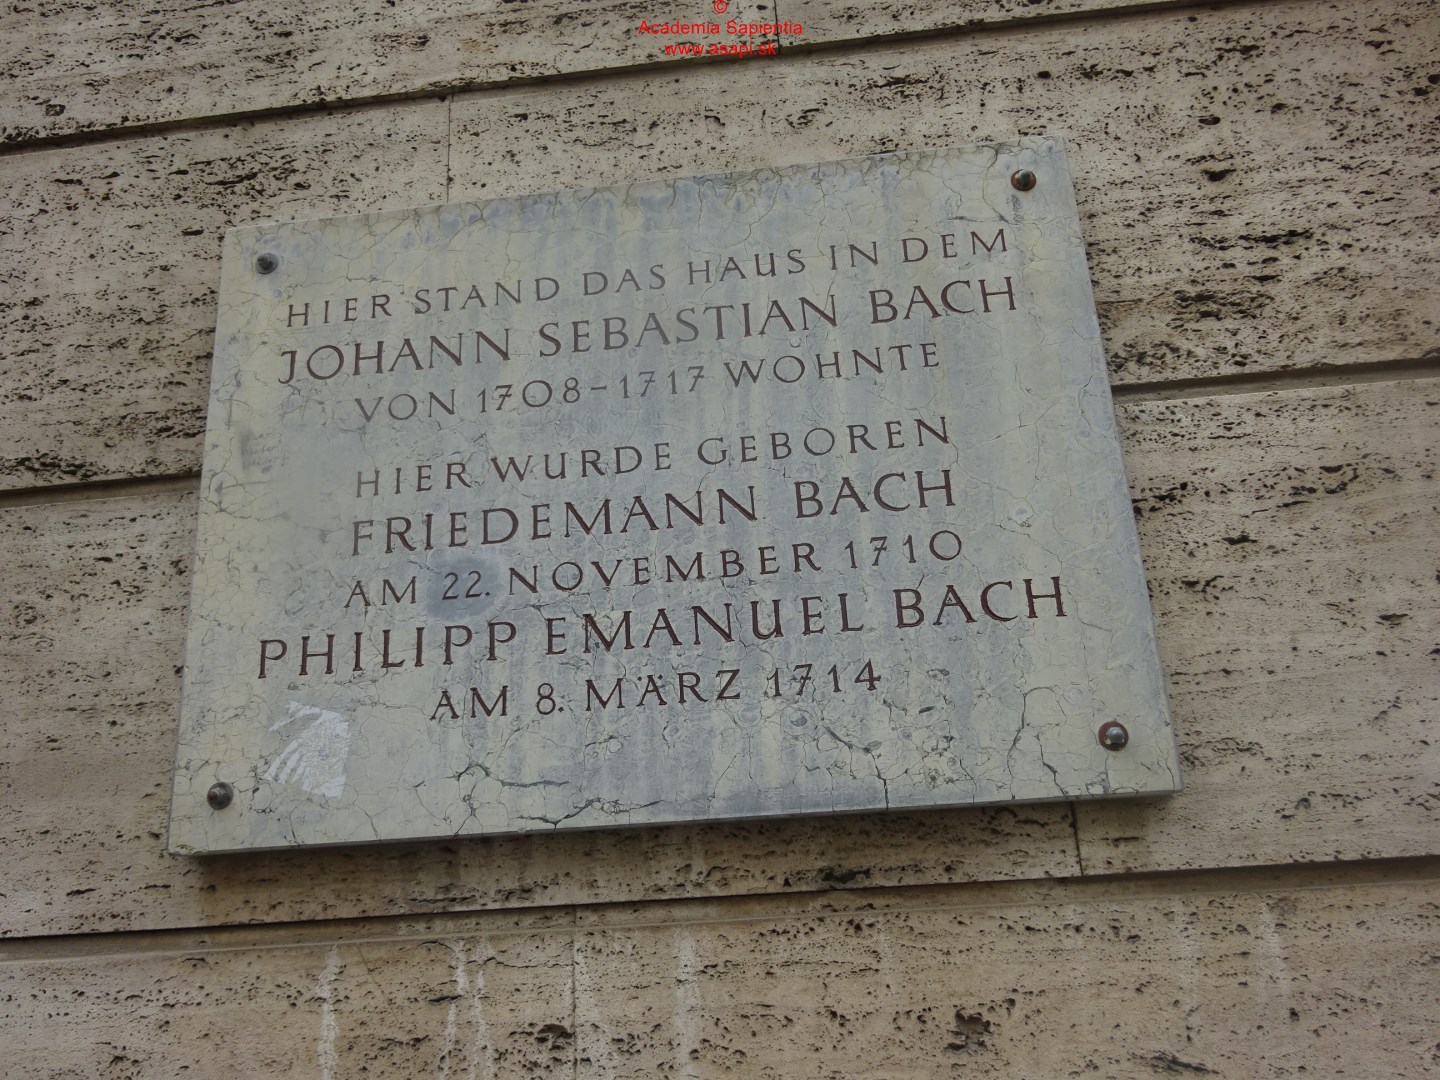 ©
Academia Sapientia
www.asapi.sk
HIER STAND DAS HAUS IN DEM
JOHANN SEBASTIAN BACH
VON 1708-1717 WOHNTE
HIER WURDE GEBOREN
FRIEDEMANN BACH
AM 22. NOVEMBER 1710
PHILIPP EMANUEL BACH
AM 8. MÄRZ 1714